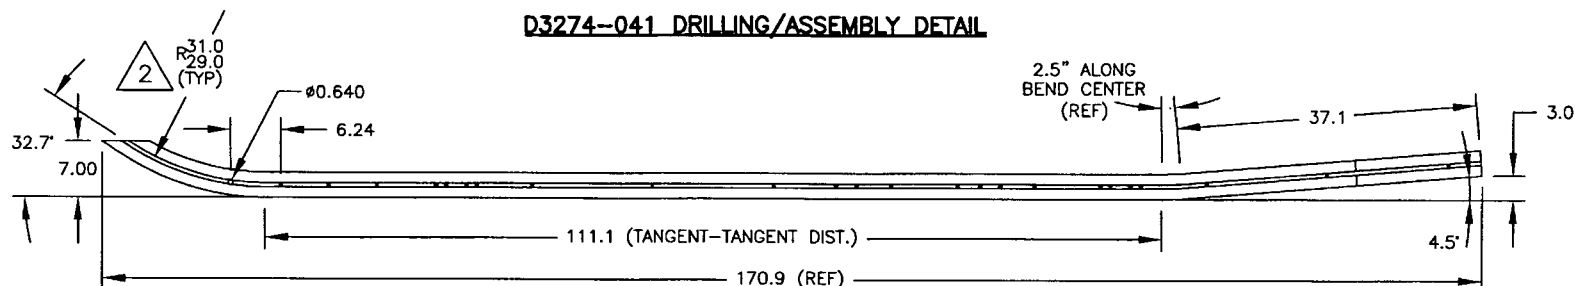 D3274-041 DRILLING/ASSEMBLY DETAIL
2
R31.0
29.0
(TYP)
ø0.640
6.24
32.7°
7.00
2.5" ALONG
BEND CENTER
(REF)
37.1
3.0
4.5°
111.1 (TANGENT-TANGENT DIST.)
170.9 (REF)